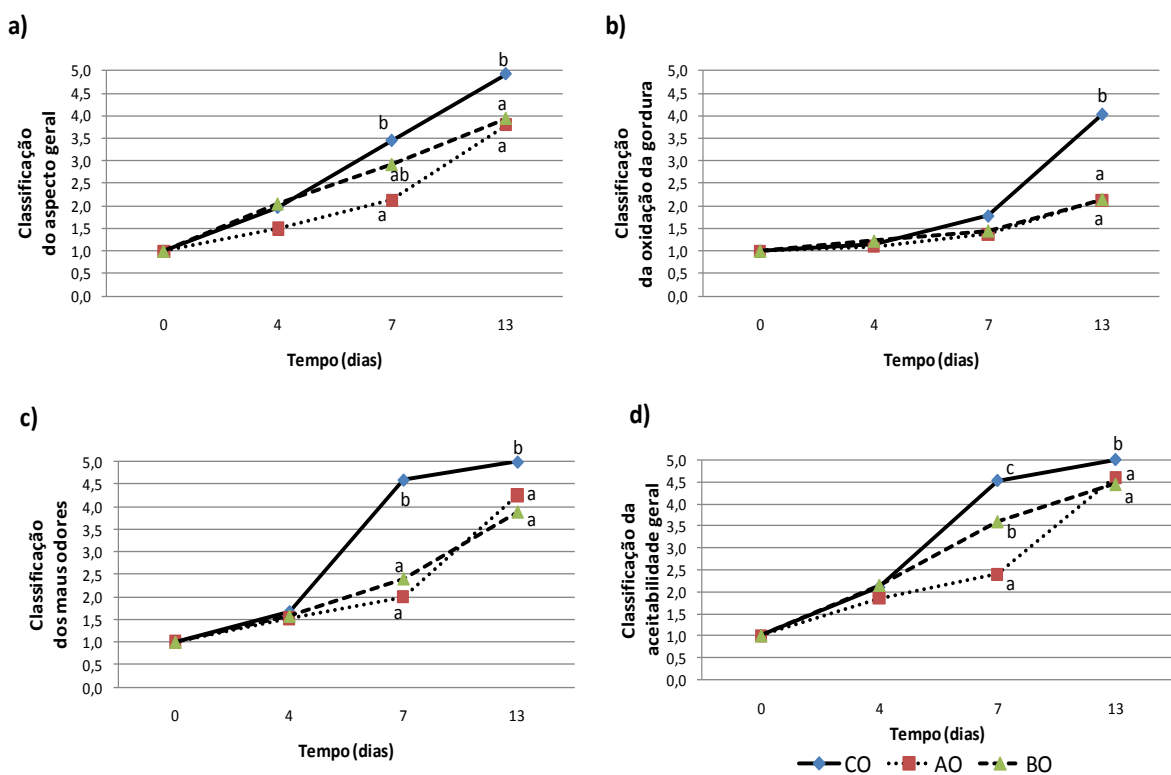 a)
Classificação
do aspecto geral
5,0
4,5
4,0
3,5
3,0
2,5
2,0
1,5
1,0
0,5
0,0
b
b
a
ab
a
a
0 4 7 13
Tempo (dias)
b)
Classificação
da oxidação da gordura
5,0
4,5
4,0
3,5
3,0
2,5
2,0
1,5
1,0
0,5
0,0
b
a
a
0 4 7 13
Tempo (dias)
c)
Classificação
dos maus odores
5,0
4,5
4,0
3,5
3,0
2,5
2,0
1,5
1,0
0,5
0,0
b
b
a
a
a
a
0 4 7 13
Tempo (dias)
d)
Classificação da
aceitabilidade geral
5,0
4,5
4,0
3,5
3,0
2,5
2,0
1,5
1,0
0,5
0,0
b
c
a
a
b
a
0 4 7 13
Tempo (dias)
CO AO BO